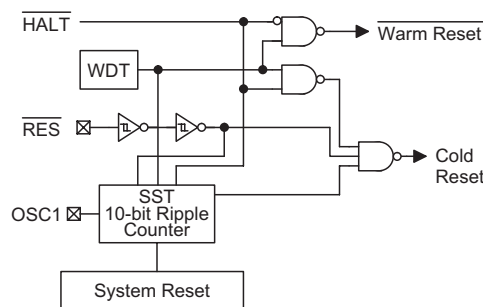 HALT
Warm Reset
WDT
RES
Cold
Reset
SST
10-bit Ripple
Counter
OSC1
System Reset